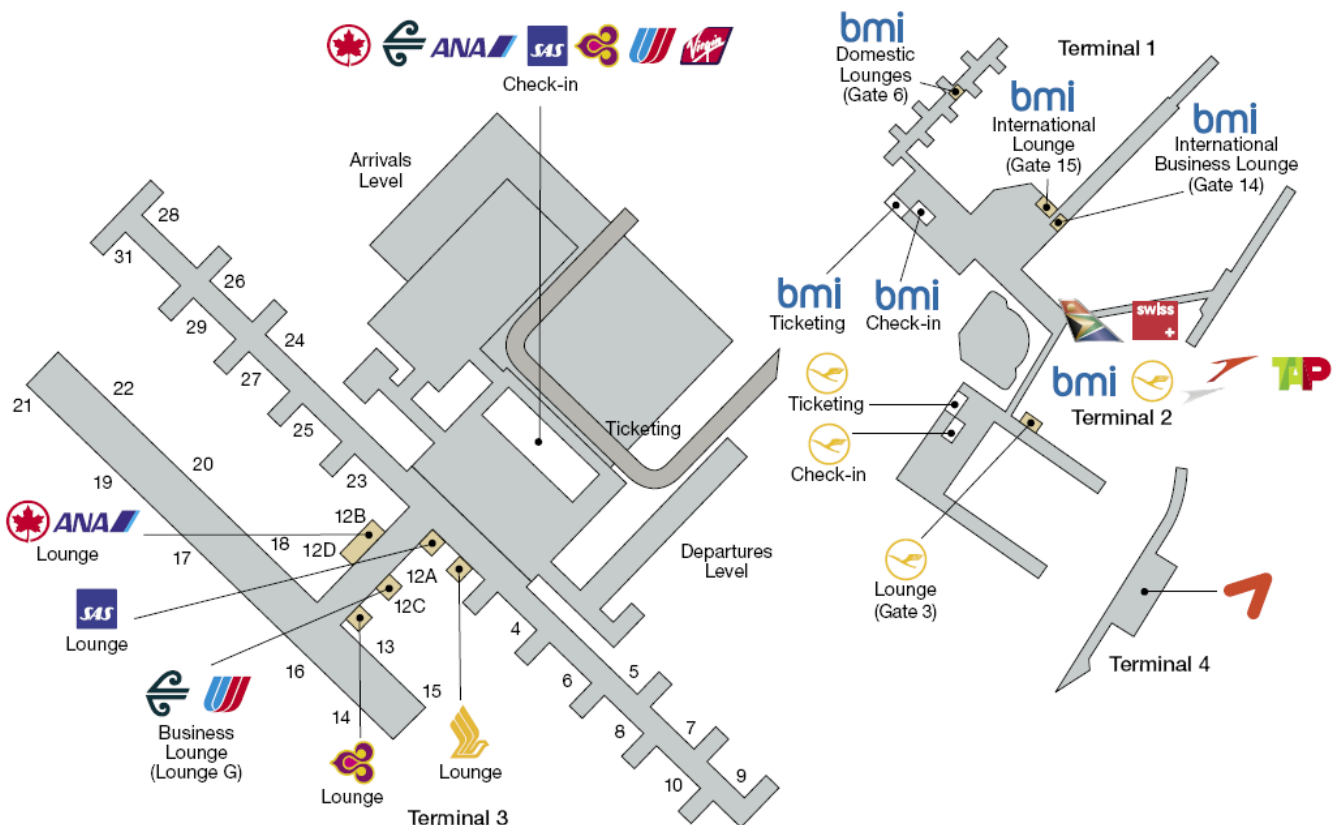 ANA
SAS
Virgin
Check-in
Arrivals
Level
bmi
Domestic
Lounges
(Gate 6)
Terminal 1
bmi
International
Lounge
(Gate 15)
bmi
International
Business Lounge
(Gate 14)
bmi
Ticketing
bmi
Check-in
swiss
bmi
TAP
Terminal 2
Ticketing
Check-in
Lounge
(Gate 3)
Terminal 4
28
31
26
29
24
27
22
21
25
20
19
23
Ticketing
Departures
Level
ANA
Lounge
12B
12D
18
17
12A
12C
SAS
Lounge
13
16
15
14
4
5
6
7
8
9
10
Business
Lounge
(Lounge G)
Lounge
Lounge
Terminal 3